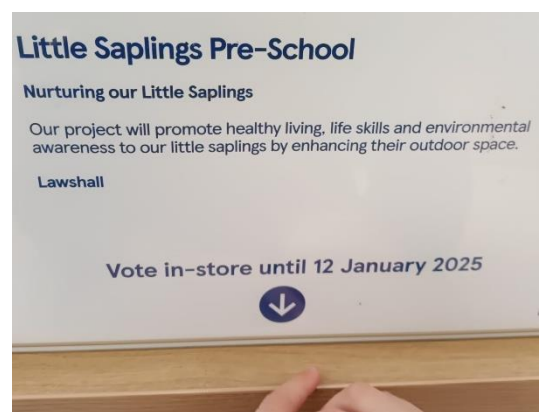 Little Saplings Pre-School
Nurturing our Little Saplings
Our project will promote healthy living, life skills and environmental
awareness to our little saplings by enhancing their outdoor space.
Lawshall
Vote in-store until 12 January 2025